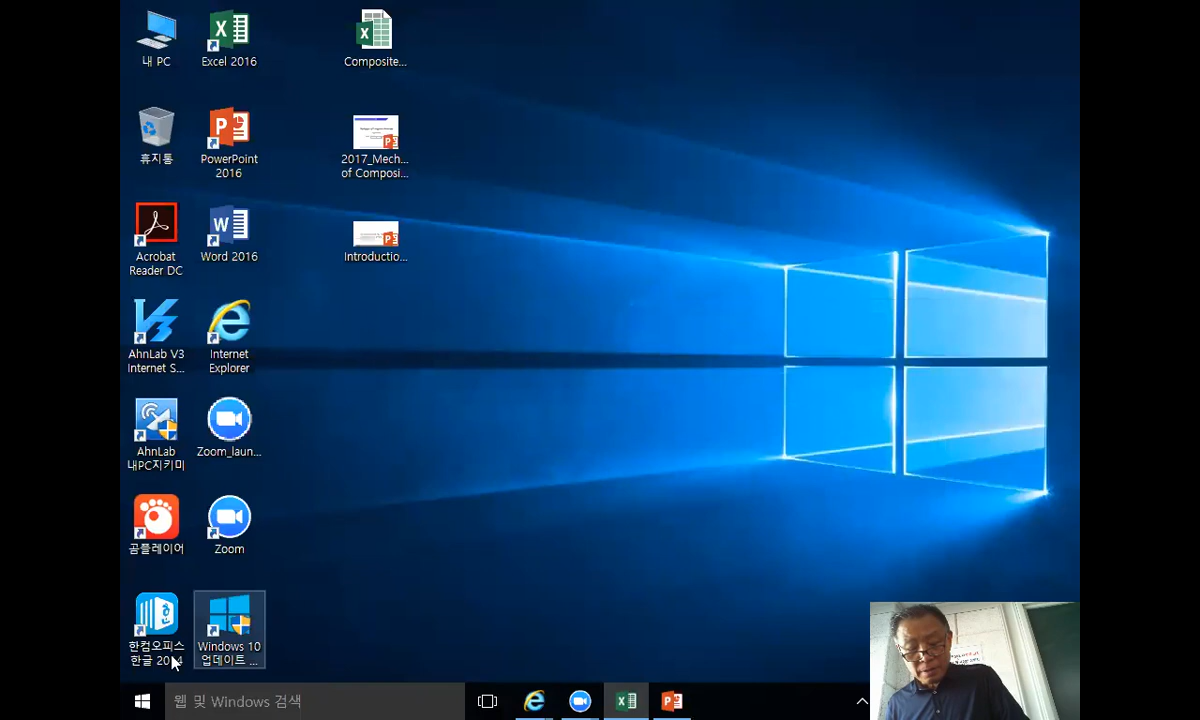 내 PC
Excel 2016
Composite...
휴지통
PowerPoint
2016
2017_Mech...
of Composi...
Acrobat
Reader DC
Word 2016
Introductio...
AhnLab V3
Internet S...
Internet
Explorer
AhnLab
내PC지키미
Zoom_laun...
곰플레이어
Zoom
한컴오피스
한글 2014
Windows 10
업데이트 ...
웹 및 Windows 검색